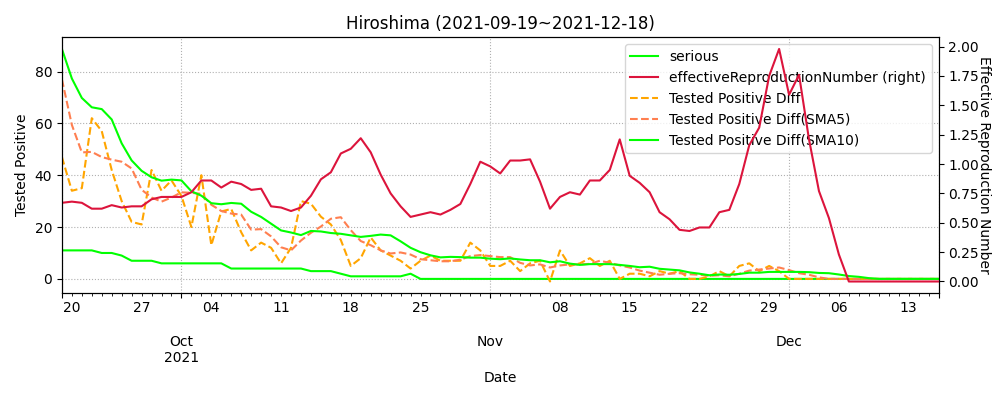 Hiroshima (2021-09-19~2021-12-18)
serious
effectiveReproductionNumber (right)
Tested Positive Diff
Tested Positive Diff(SMA5)
Tested Positive Diff(SMA10)
Tested Positive
80
60
40
20
0
Effective Reproduction Number
2.00
1.75
1.50
1.25
1.00
0.75
0.50
0.25
0.00
20 27 04 11 18 25 08 15 22 29 06 13
Oct Nov Dec
2021
Date